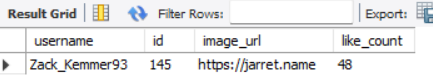 Result Grid Filter Rows: Export:
username id image_url like_count
Zack_Kemmer93 145 https://jarret.name 48